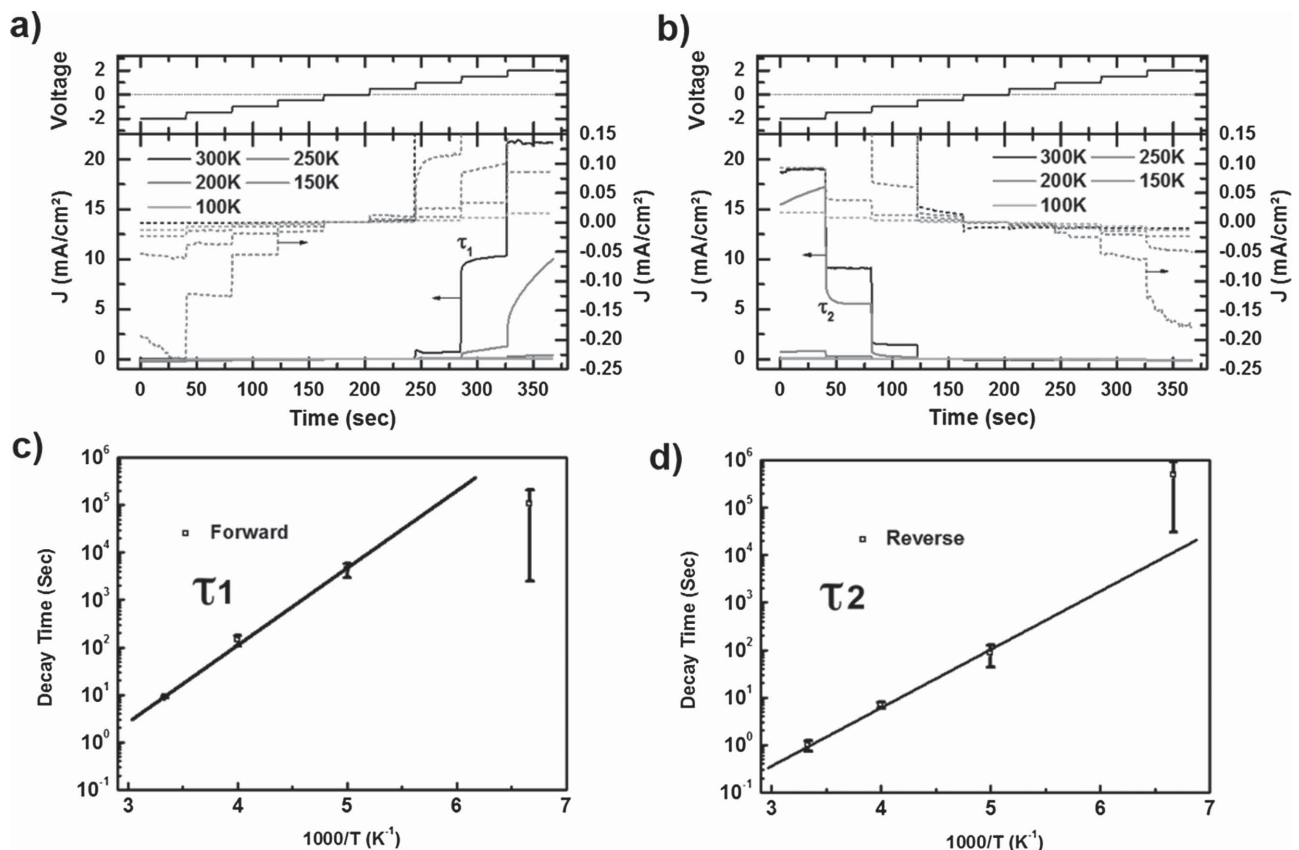 a)
Voltage
2
0
-2
20
15
10
5
0
J (mA/cm²)
300K 250K
200K 150K
100K
τ1
0.15
0.10
0.05
0.00
-0.05
-0.10
-0.15
-0.20
-0.25
J (mA/cm²)
0 50 100 150 200 250 300 350
Time (sec)
b)
Voltage
2
0
-2
20
15
10
5
0
J (mA/cm²)
300K 250K
200K 150K
100K
τ2
0.15
0.10
0.05
0.00
-0.05
-0.10
-0.15
-0.20
-0.25
J (mA/cm²)
0 50 100 150 200 250 300 350
Time (sec)
c)
Decay Time (Sec)
10⁶
10⁵
10⁴
10³
10²
10¹
10⁰
10⁻¹
Forward
τ1
3 4 5 6 7
1000/T (K⁻¹)
d)
Decay Time (Sec)
10⁶
10⁵
10⁴
10³
10²
10¹
10⁰
10⁻¹
Reverse
τ2
3 4 5 6 7
1000/T (K⁻¹)